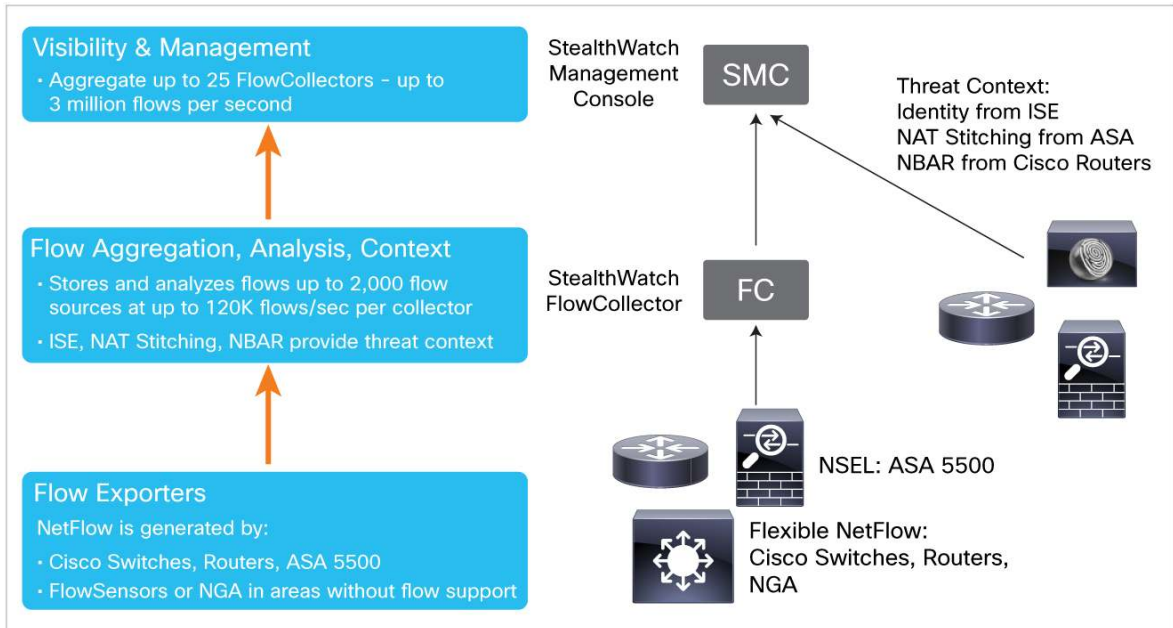 Visibility & Management
· Aggregate up to 25 FlowCollectors - up to
3 million flows per second
Flow Aggregation, Analysis, Context
· Stores and analyzes flows up to 2,000 flow
sources at up to 120K flows/sec per collector
· ISE, NAT Stitching, NBAR provide threat context
Flow Exporters
NetFlow is generated by:
· Cisco Switches, Routers, ASA 5500
· FlowSensors or NGA in areas without flow support
StealthWatch
Management
Console
SMC
Threat Context:
Identity from ISE
NAT Stitching from ASA
NBAR from Cisco Routers
StealthWatch
FlowCollector
FC
NSEL: ASA 5500
Flexible NetFlow:
Cisco Switches, Routers,
NGA